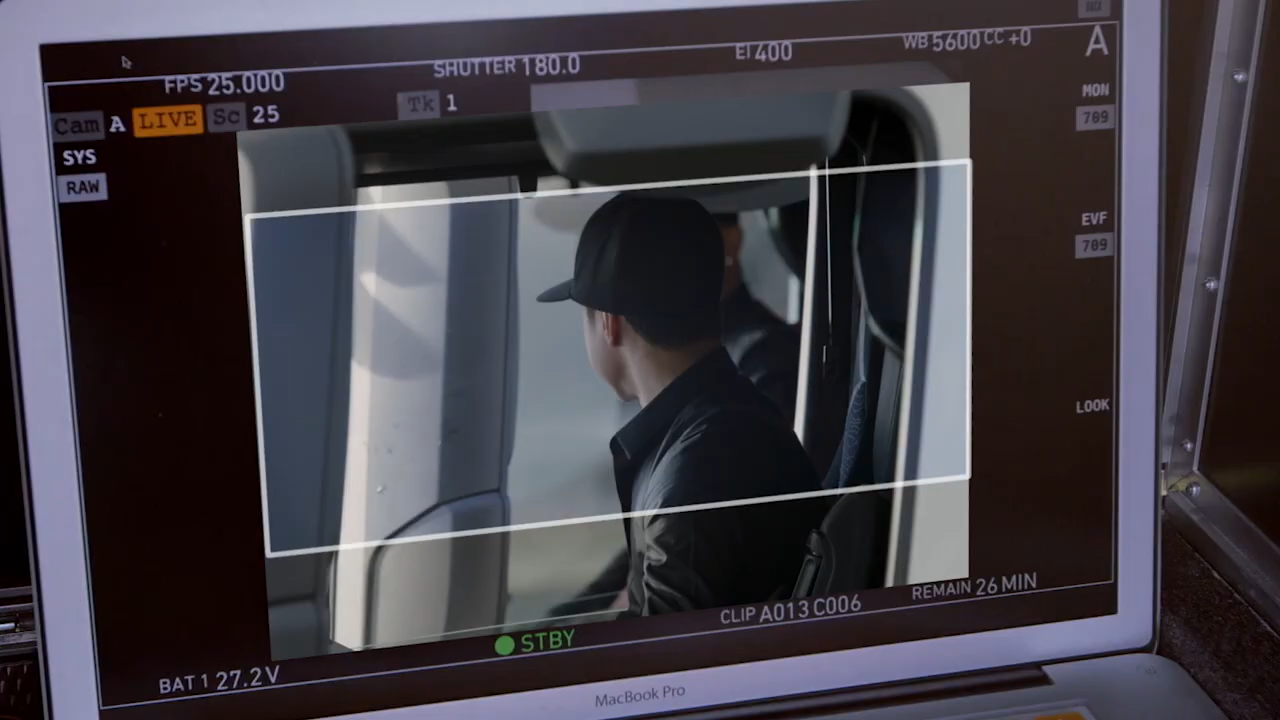 FPS 25.000 SHUTTER 180.0 EI 400 WB 5600 CC +0
Cam A LIVE Sc 25 Tk 1
A
SYS
RAW
MON
709
EVF
709
LOOK
BAT 1 27.2 V STBY CLIP A013 C006 REMAIN 26 MIN
MacBook Pro